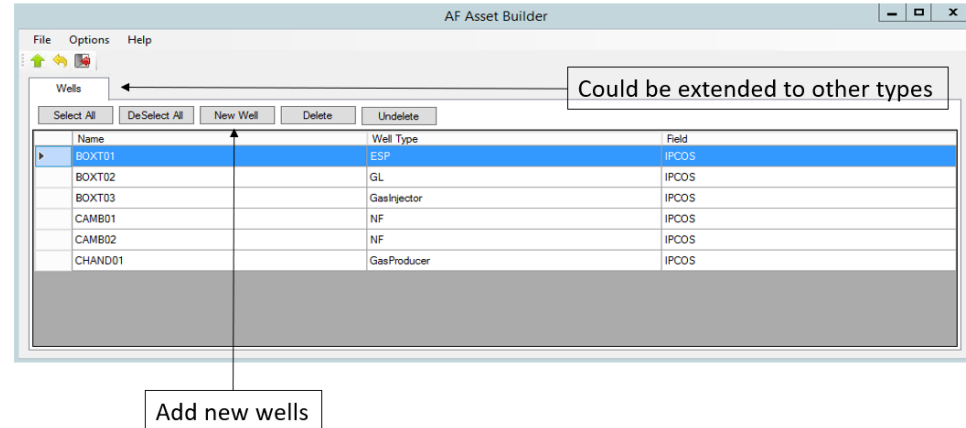 AF Asset Builder
File Options Help
Wells
Could be extended to other types
Select All DeSelect All New Well Delete Undelete
Name Well Type Field
BOXT01 ESP IPCOS
BOXT02 GL IPCOS
BOXT03 GasInjector IPCOS
CAMB01 NF IPCOS
CAMB02 NF IPCOS
CHAND01 GasProducer IPCOS
Add new wells